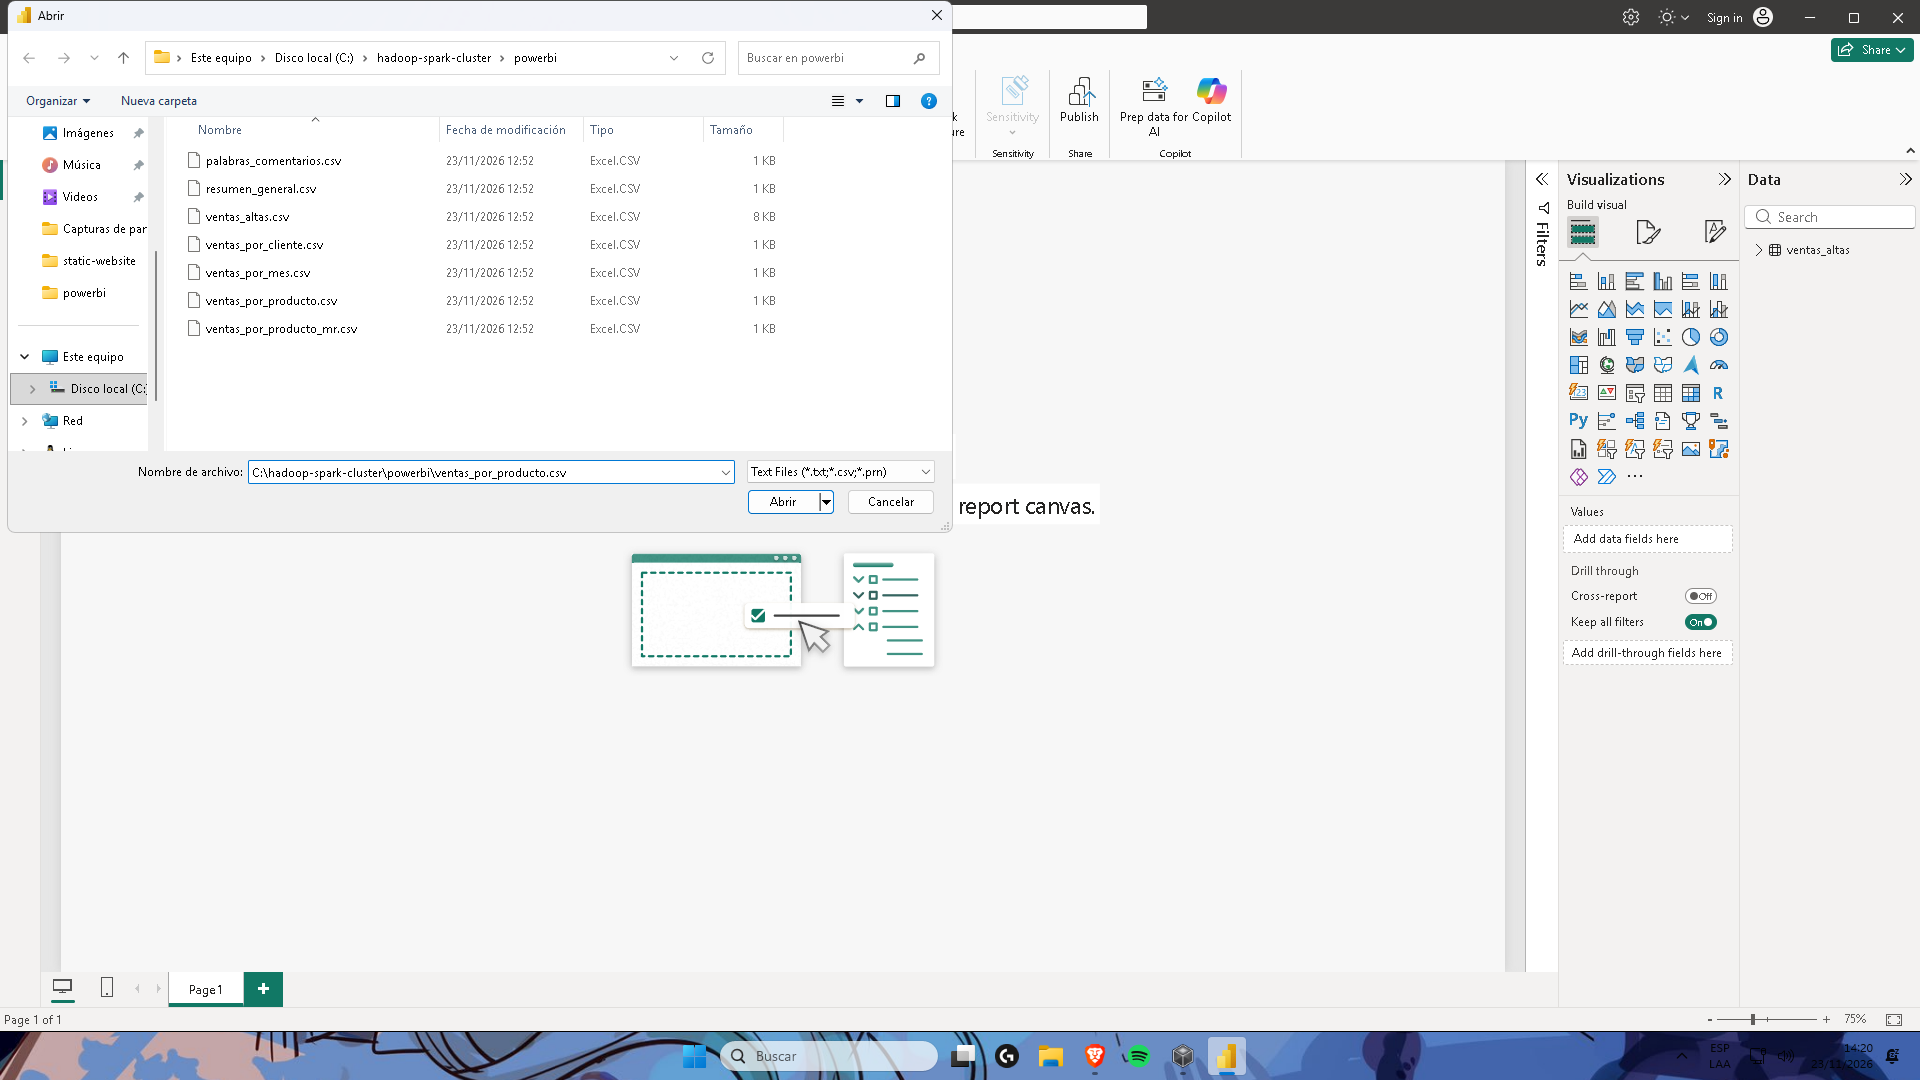 Abrir
Sign in
Este equipo
Disco local (C:)
hadoop-spark-cluster
powerbi
Buscar en powerbi
Share
Organizar
Nueva carpeta
Imágenes
Música
Videos
Capturas de par
static-website
powerbi
Este equipo
Disco local (C:
Red
Nombre
Fecha de modificación
Tipo
Tamaño
palabras_comentarios.csv 23/11/2026 12:52 Excel.CSV 1 KB
resumen_general.csv 23/11/2026 12:52 Excel.CSV 1 KB
ventas_altas.csv 23/11/2026 12:52 Excel.CSV 8 KB
ventas_por_cliente.csv 23/11/2026 12:52 Excel.CSV 1 KB
ventas_por_mes.csv 23/11/2026 12:52 Excel.CSV 1 KB
ventas_por_producto.csv 23/11/2026 12:52 Excel.CSV 1 KB
ventas_por_producto_mr.csv 23/11/2026 12:52 Excel.CSV 1 KB
Nombre de archivo:
C:\hadoop-spark-cluster\powerbi\ventas_por_producto.csv
Text Files (*.txt;*.csv;*.prn)
Abrir
Cancelar
Sensitivity
Sensitivity
Publish
Share
Prep data for
AI
Copilot
Copilot
report canvas.
Filters
Visualizations
Build visual
123
R
Py
Values
Add data fields here
Drill through
Cross-report
Off
Keep all filters
On
Add drill-through fields here
Data
Search
ventas_altas
Page 1
Page 1 of 1
75%
Buscar
ESP
LAA
14:20
23/11/2026